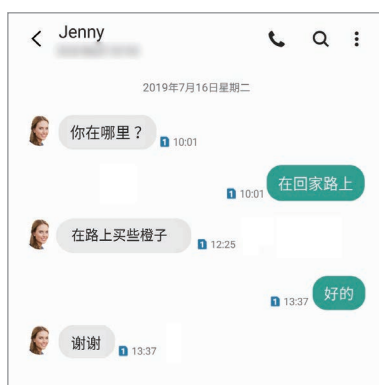 Jenny
2019年7月16日星期二
你在哪里？
1 10:01
在回家路上
1 10:01
在路上买些橙子
1 12:25
好的
1 13:37
谢谢
1 13:37